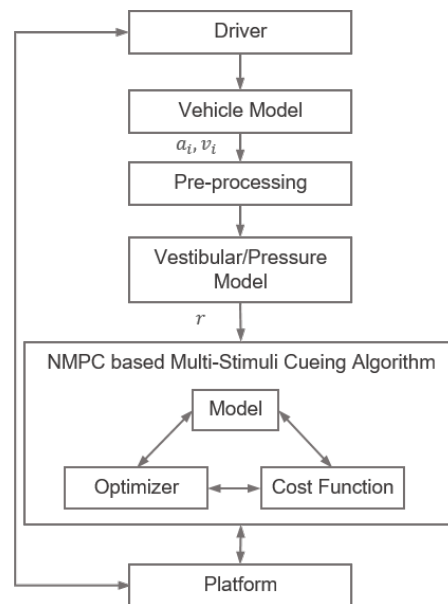 Driver
Vehicle Model
a_i, v_i
Pre-processing
Vestibular/Pressure
Model
r
NMPC based Multi-Stimuli Cueing Algorithm
Model
Optimizer
Cost Function
Platform